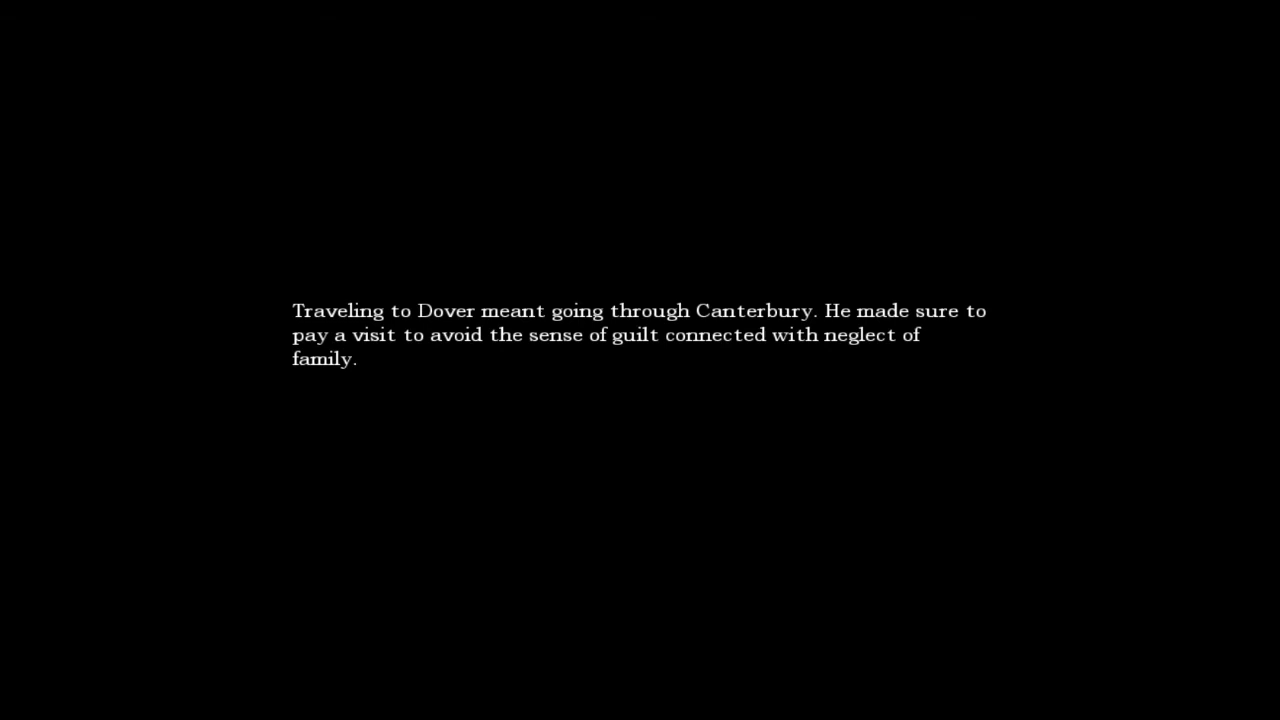 Traveling to Dover meant going through Canterbury. He made sure to
pay a visit to avoid the sense of guilt connected with neglect of
family.